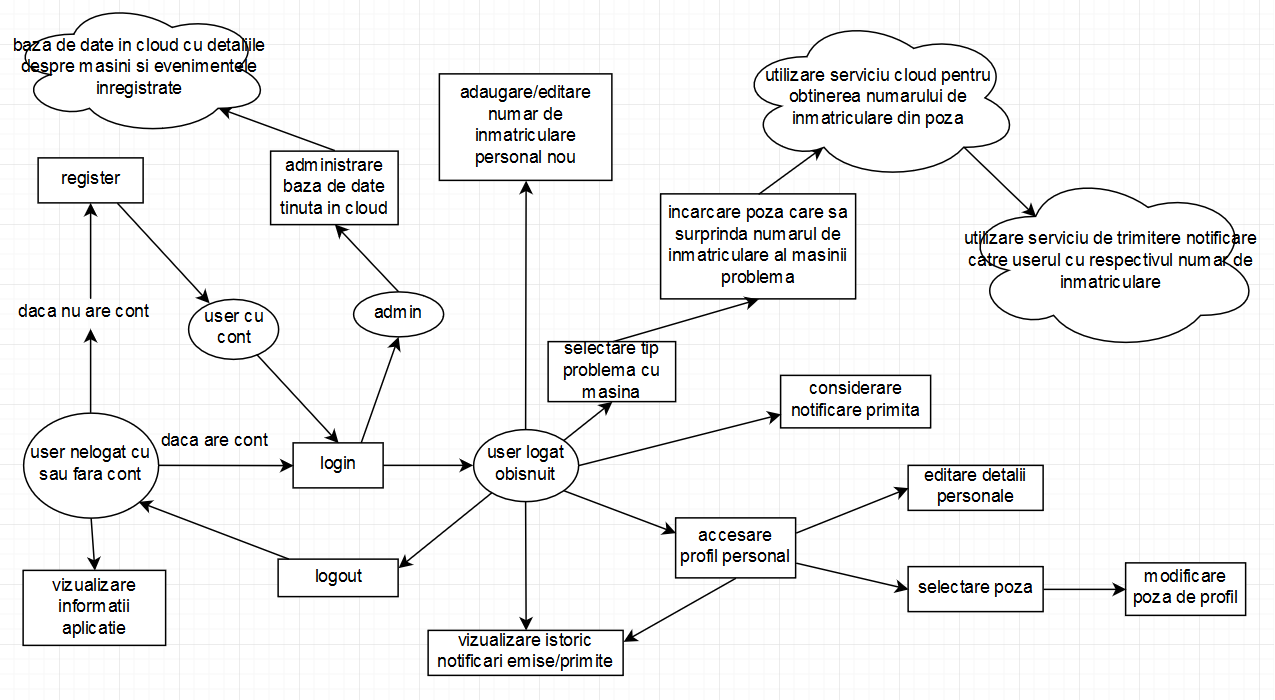 baza de date in cloud cu detaliile
despre masini si evenimentele
inregistrate
utilizare serviciu cloud pentru
obtinerea numarului de
inmatriculare din poza
adaugare/editare
numar de
inmatriculare
personal nou
register
administrare
baza de date
tinuta in cloud
incarcare poza care sa
surprinda numarul de
inmatriculare al masinii
problema
utilizare serviciu de trimitere notificare
catre userul cu respectivul numar de
inmatriculare
daca nu are cont
user cu
cont
admin
selectare tip
problema cu
masina
considerare
notificare primita
user nelogat cu
sau fara cont
daca are cont
login
user logat
obisnuit
editare detalii
personale
accesare
profil personal
logout
selectare poza
modificare
poza de profil
vizualizare
informatii
aplicatie
vizualizare istoric
notificari emise/primite